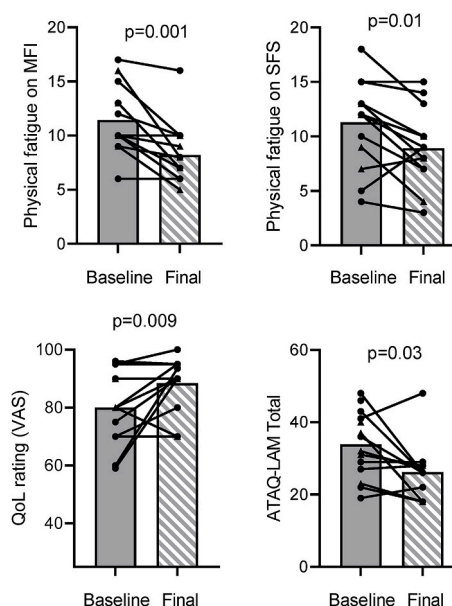 p=0.001
Physical fatigue on MFI
20
15
10
5
0
Baseline Final
p=0.01
Physical fatigue on SFS
20
15
10
5
0
Baseline Final
p=0.009
QoL rating (VAS)
100
80
60
40
Baseline Final
p=0.03
ATAQ-LAM Total
60
40
20
0
Baseline Final